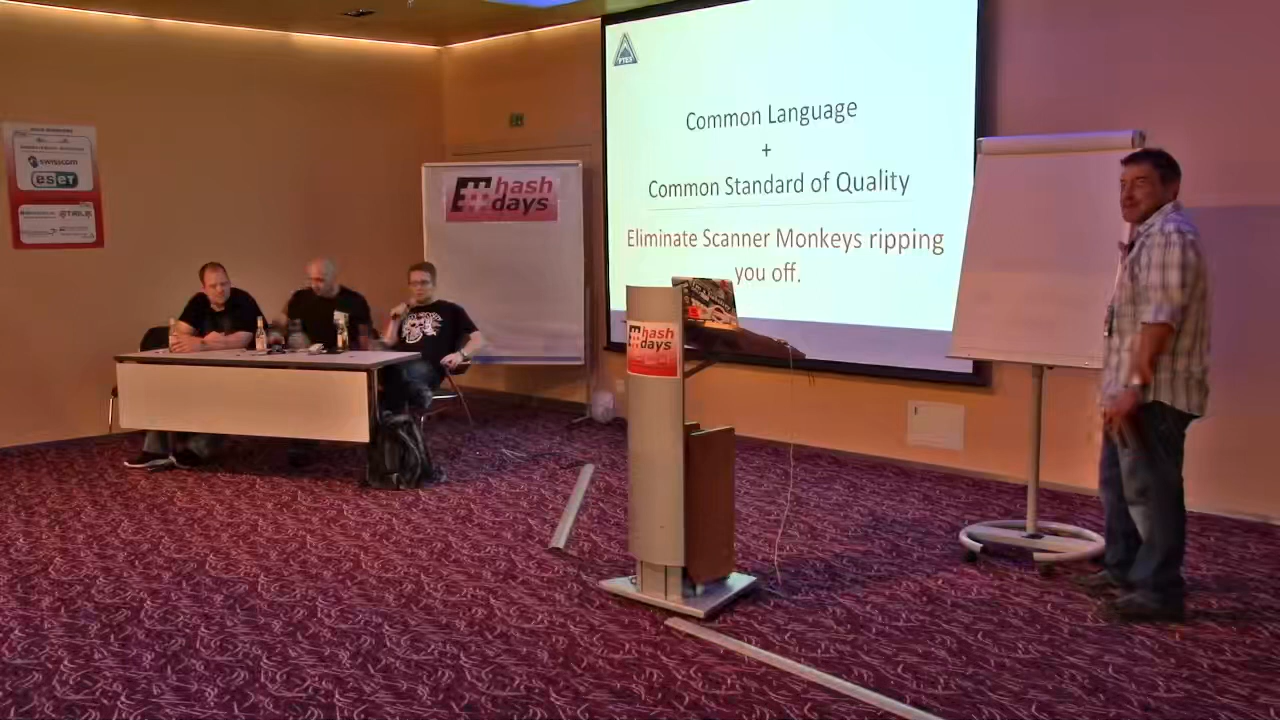 swisscom
eseT
hash
days
PTES
Common Language
+
Common Standard of Quality
Eliminate Scanner Monkeys ripping
you off.
hash
days